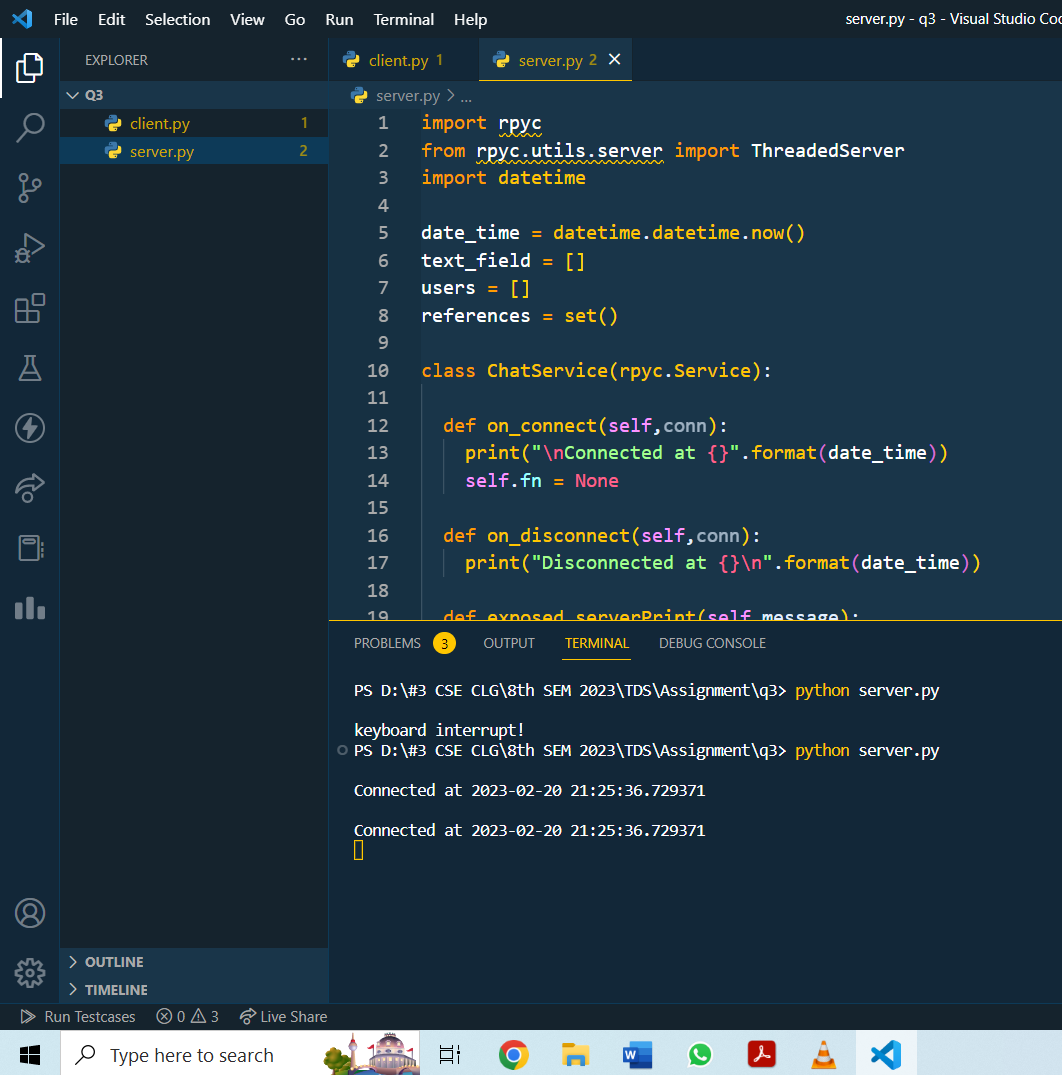 File Edit Selection View Go Run Terminal Help server.py - q3 - Visual Studio
EXPLORER ...
Q3
client.py 1
server.py 2
client.py 1 server.py 2
server.py > ...
1 import rpyc
2 from rpyc.utils.server import ThreadedServer
3 import datetime
4
5 date_time = datetime.datetime.now()
6 text_field = []
7 users = []
8 references = set()
9
10 class ChatService(rpyc.Service):
11
12 def on_connect(self,conn):
13 print("\nConnected at {}".format(date_time))
14 self.fn = None
15
16 def on_disconnect(self,conn):
17 print("Disconnected at {}\n".format(date_time))
18
19 def exposed_serverPrint(self,message):
PROBLEMS 3 OUTPUT TERMINAL DEBUG CONSOLE
PS D:\#3 CSE CLG\8th SEM 2023\TDS\Assignment\q3> python server.py
keyboard interrupt!
PS D:\#3 CSE CLG\8th SEM 2023\TDS\Assignment\q3> python server.py
Connected at 2023-02-20 21:25:36.729371
Connected at 2023-02-20 21:25:36.729371
OUTLINE
TIMELINE
Run Testcases 0 3 Live Share
Type here to search